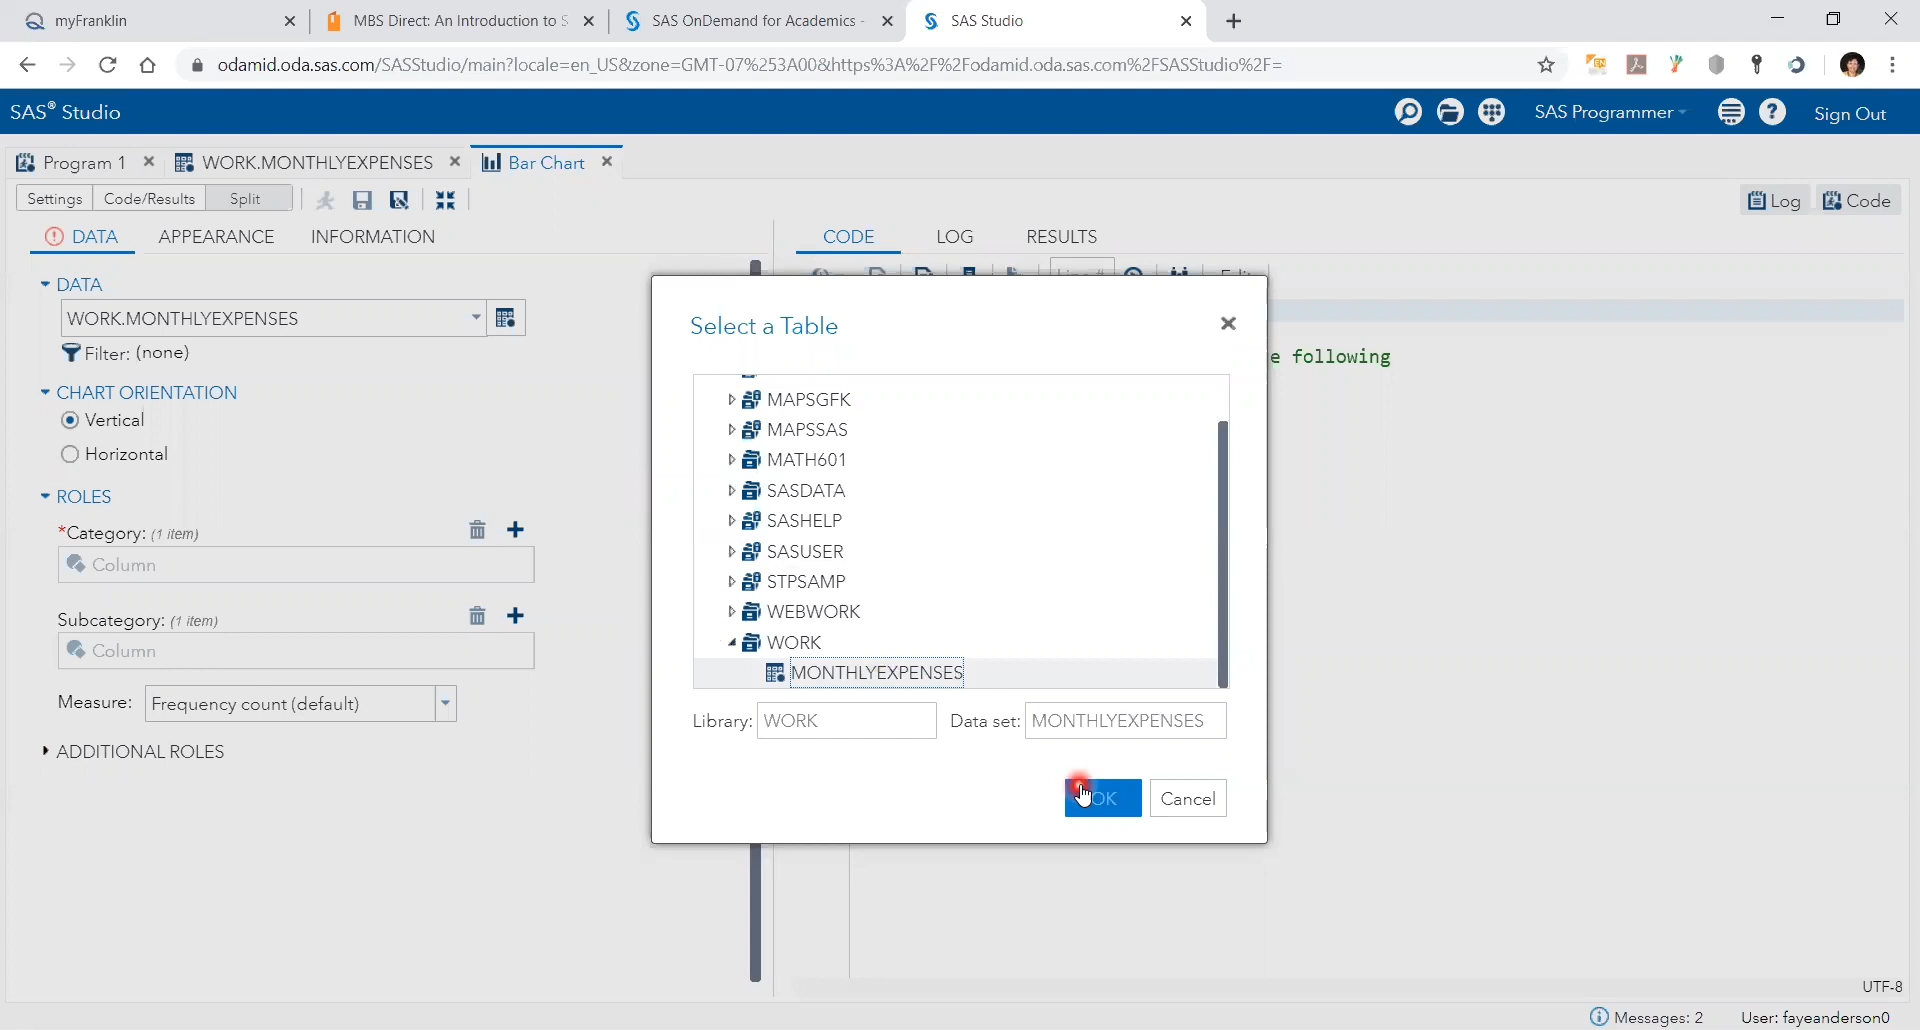 myFranklin
MBS Direct: An Introduction to S
SAS OnDemand for Academics -
SAS Studio
odamid.oda.sas.com/SASStudio/main?locale=en_US&zone=GMT-07%253A00&https%3A%2F%2Fodamid.oda.sas.com%2FSASStudio%2F=
SAS® Studio
SAS Programmer
Sign Out
Program 1
WORK.MONTHLYEXPENSES
Bar Chart
Settings
Code/Results
Split
Log
Code
DATA
APPEARANCE
INFORMATION
CODE
LOG
RESULTS
DATA
WORK.MONTHLYEXPENSES
Filter: (none)
CHART ORIENTATION
Vertical
Horizontal
ROLES
*Category: (1 item)
Column
Subcategory: (1 item)
Column
Measure: Frequency count (default)
ADDITIONAL ROLES
e following
Select a Table
MAPSGFK
MAPSSAS
MATH601
SASDATA
SASHELP
SASUSER
STPSAMP
WEBWORK
WORK
MONTHLYEXPENSES
Library: WORK
Data set: MONTHLYEXPENSES
OK
Cancel
UTF-8
Messages: 2
User: fayeanderson0